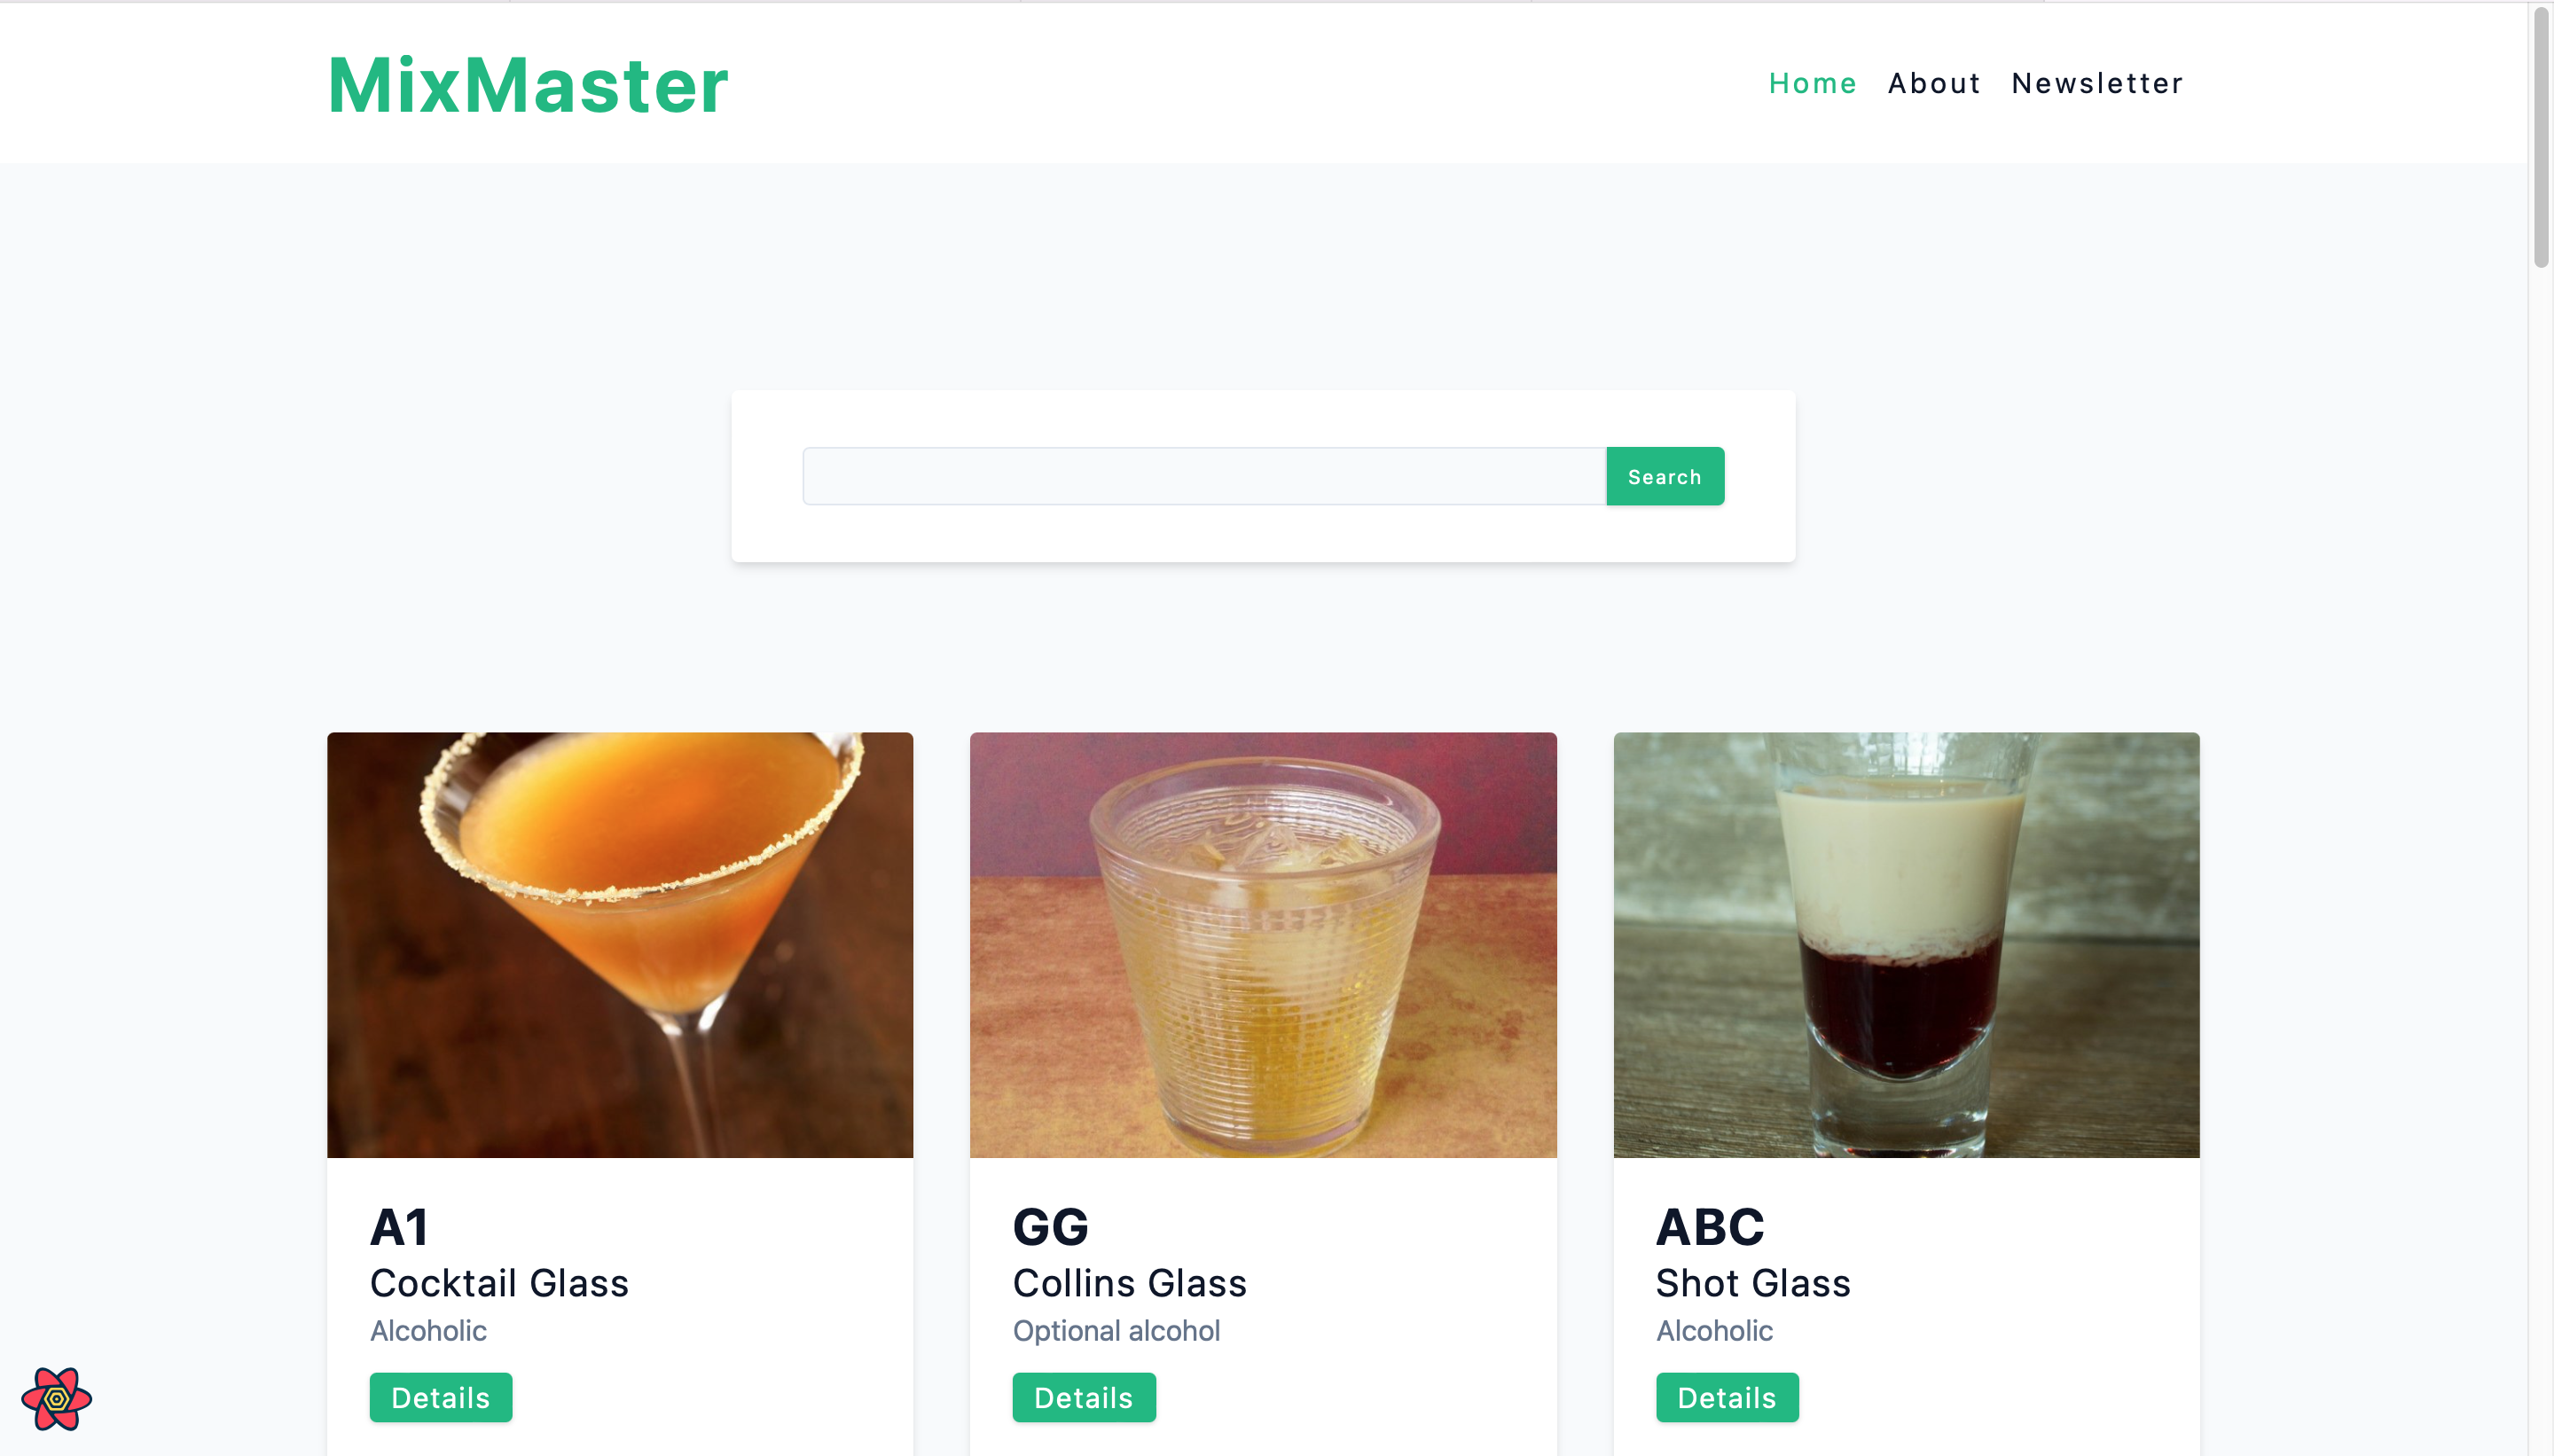 MixMaster
Home About Newsletter
Search
A1
Cocktail Glass
Alcoholic
Details
GG
Collins Glass
Optional alcohol
Details
ABC
Shot Glass
Alcoholic
Details